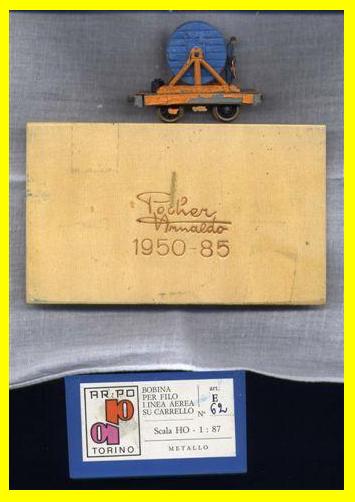 Pocher
Arnaldo
1950-85
AR:PO
TORINO
BOBINA
PER FILO
LINEA AEREA
SU CARRELLO
art.
E
N° 62
Scala HO - 1 : 87
METALLO